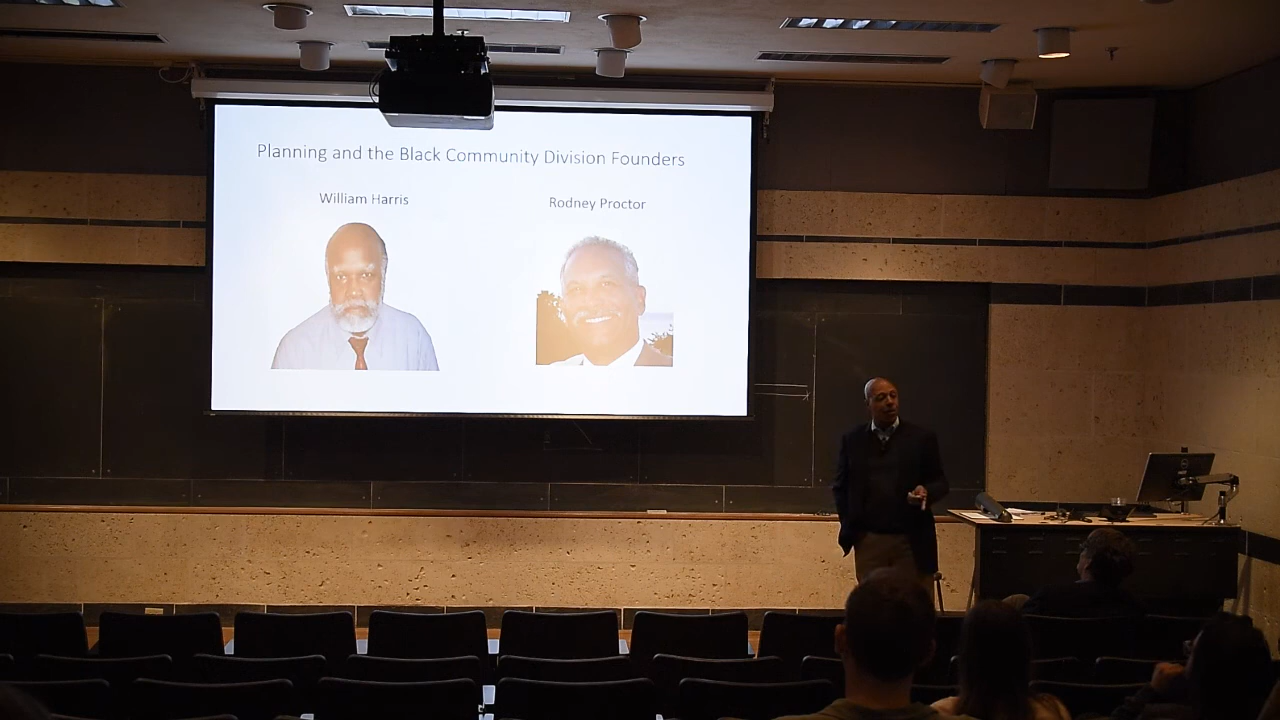 Planning and the Black Community Division Founders
William Harris
Rodney Proctor